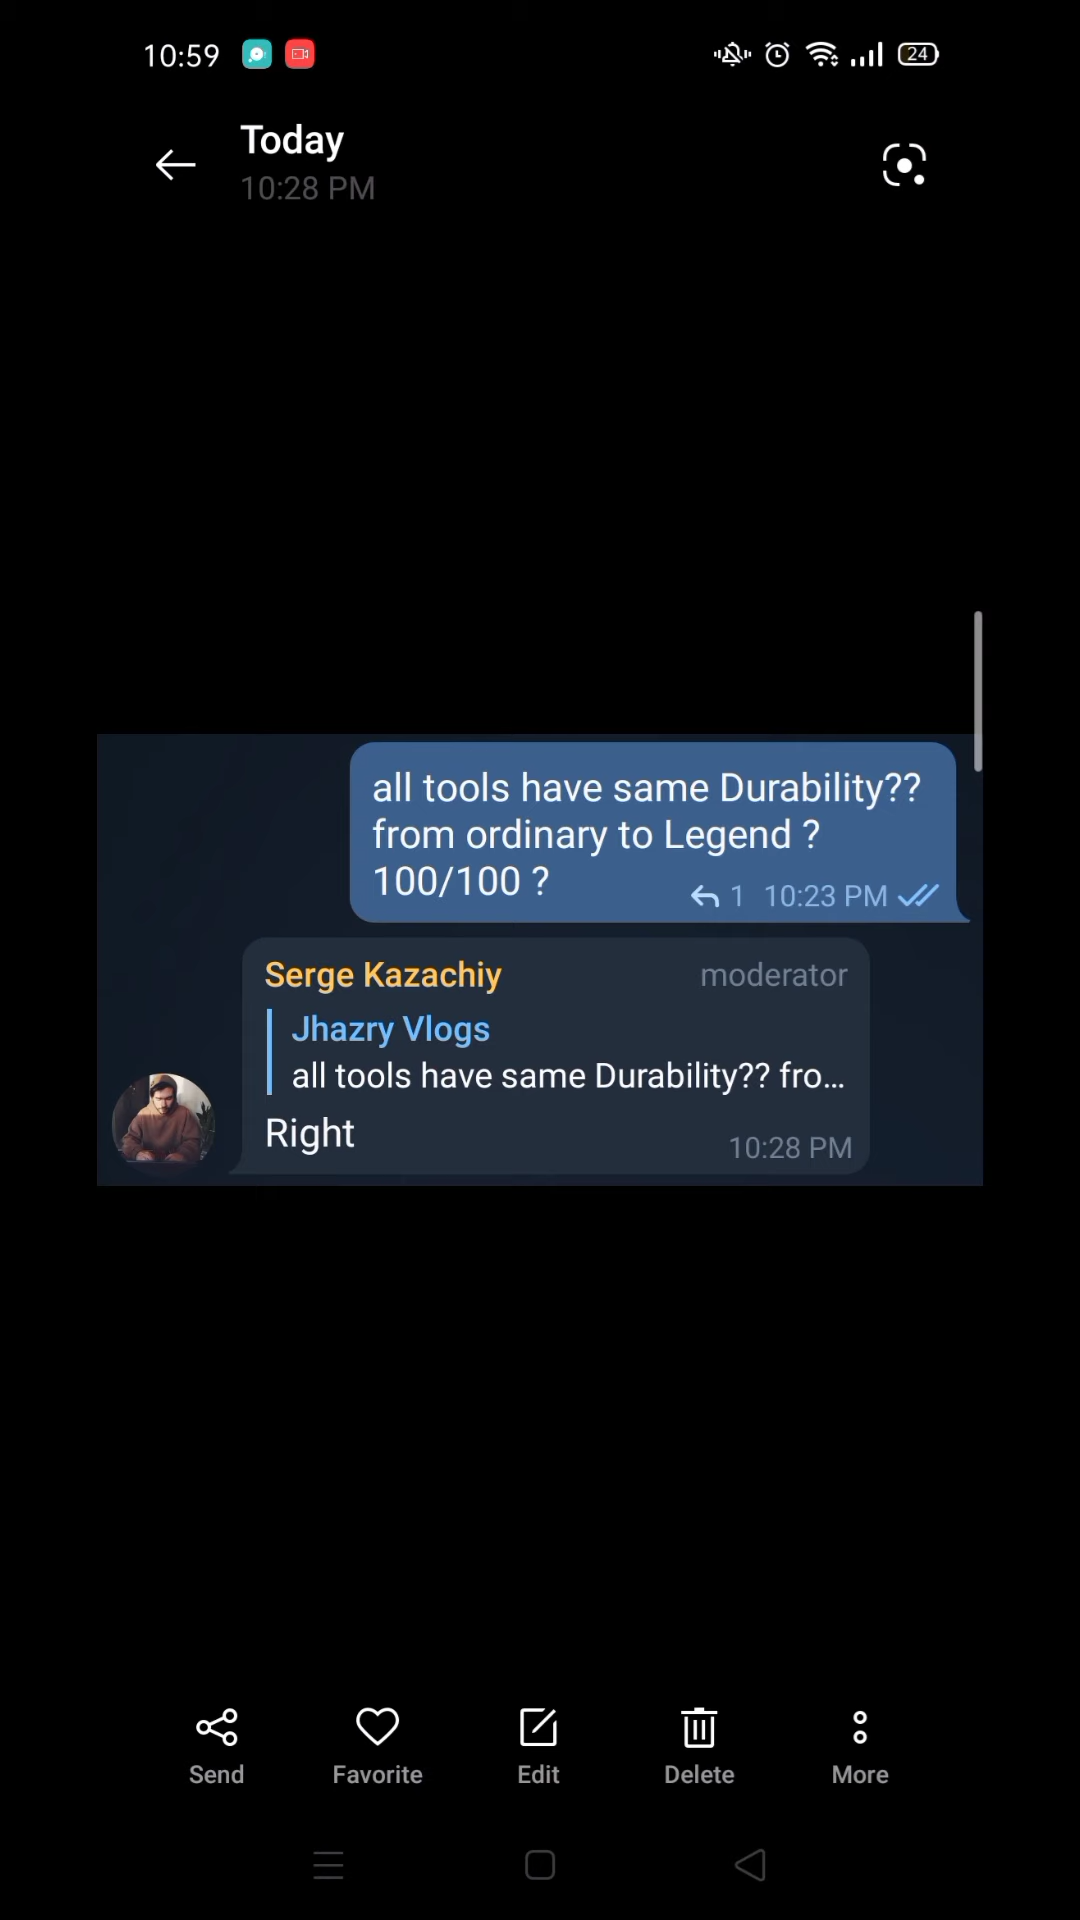 10:59
24
Today
10:28 PM
all tools have same Durability??
from ordinary to Legend ?
100/100 ?
1 10:23 PM
Serge Kazachiy moderator
Jhazry Vlogs
all tools have same Durability?? fro...
Right
10:28 PM
Send Favorite Edit Delete More